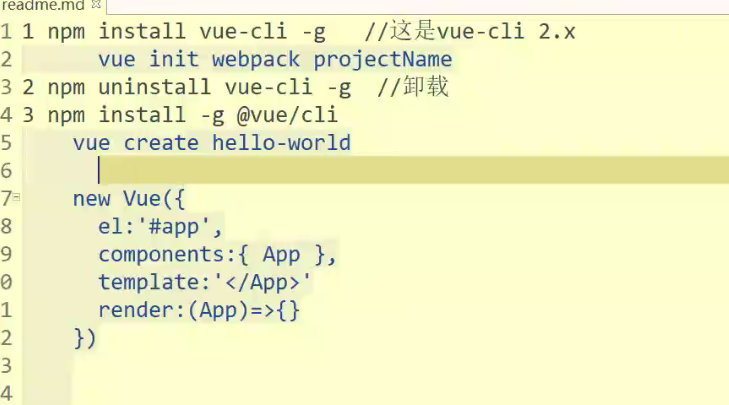 readme.md
1 1 npm install vue-cli -g //这是vue-cli 2.x
2 vue init webpack projectName
3 2 npm uninstall vue-cli -g //卸载
4 3 npm install -g @vue/cli
5 vue create hello-world
6
7 new Vue({
8 el:'#app',
9 components:{ App },
0 template:'</App>'
1 render:(App)=>{}
2 })
3
4